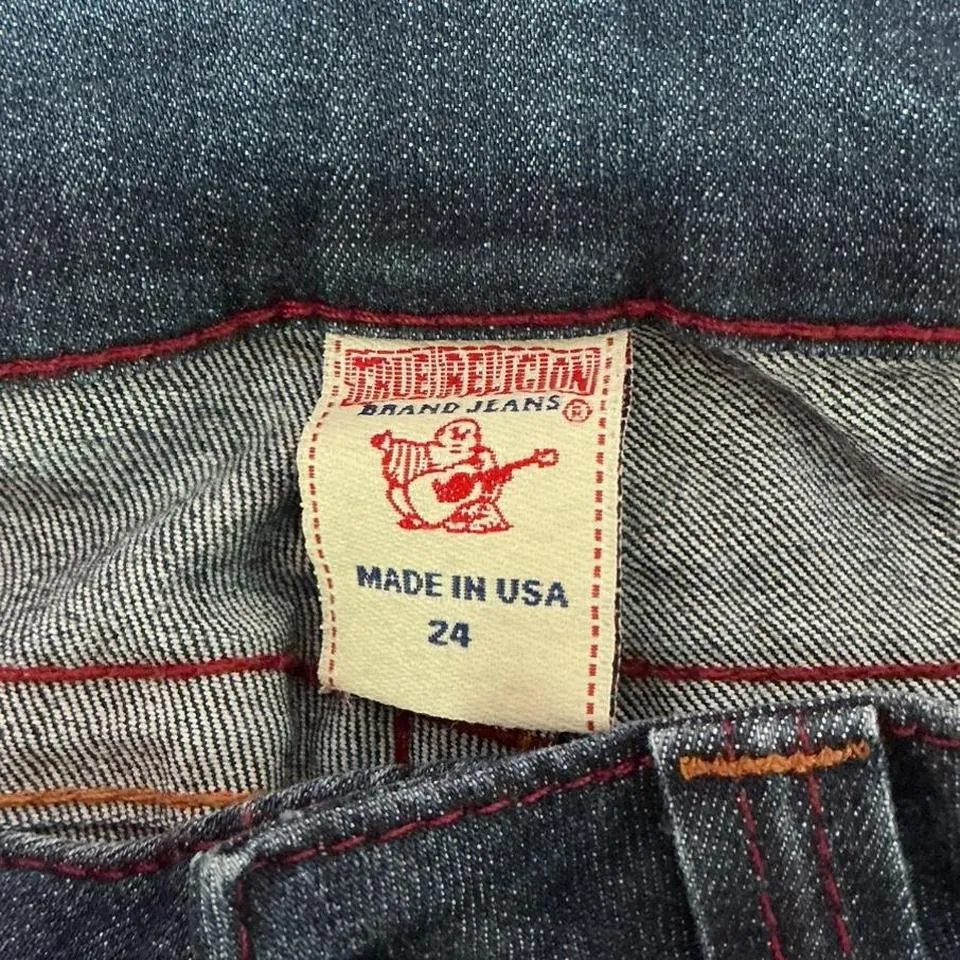 TRUE RELIGION
BRAND JEANS ®
MADE IN USA
24